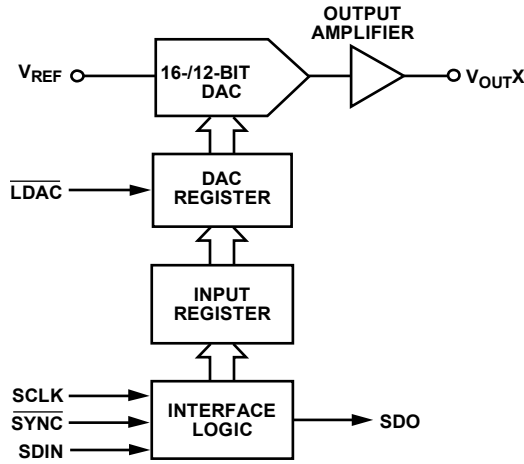 OUTPUT
AMPLIFIER
VREF
16-/12-BIT
DAC
VOUTX
DAC
REGISTER
LDAC
INPUT
REGISTER
SCLK
SYNC
SDIN
INTERFACE
LOGIC
SDO